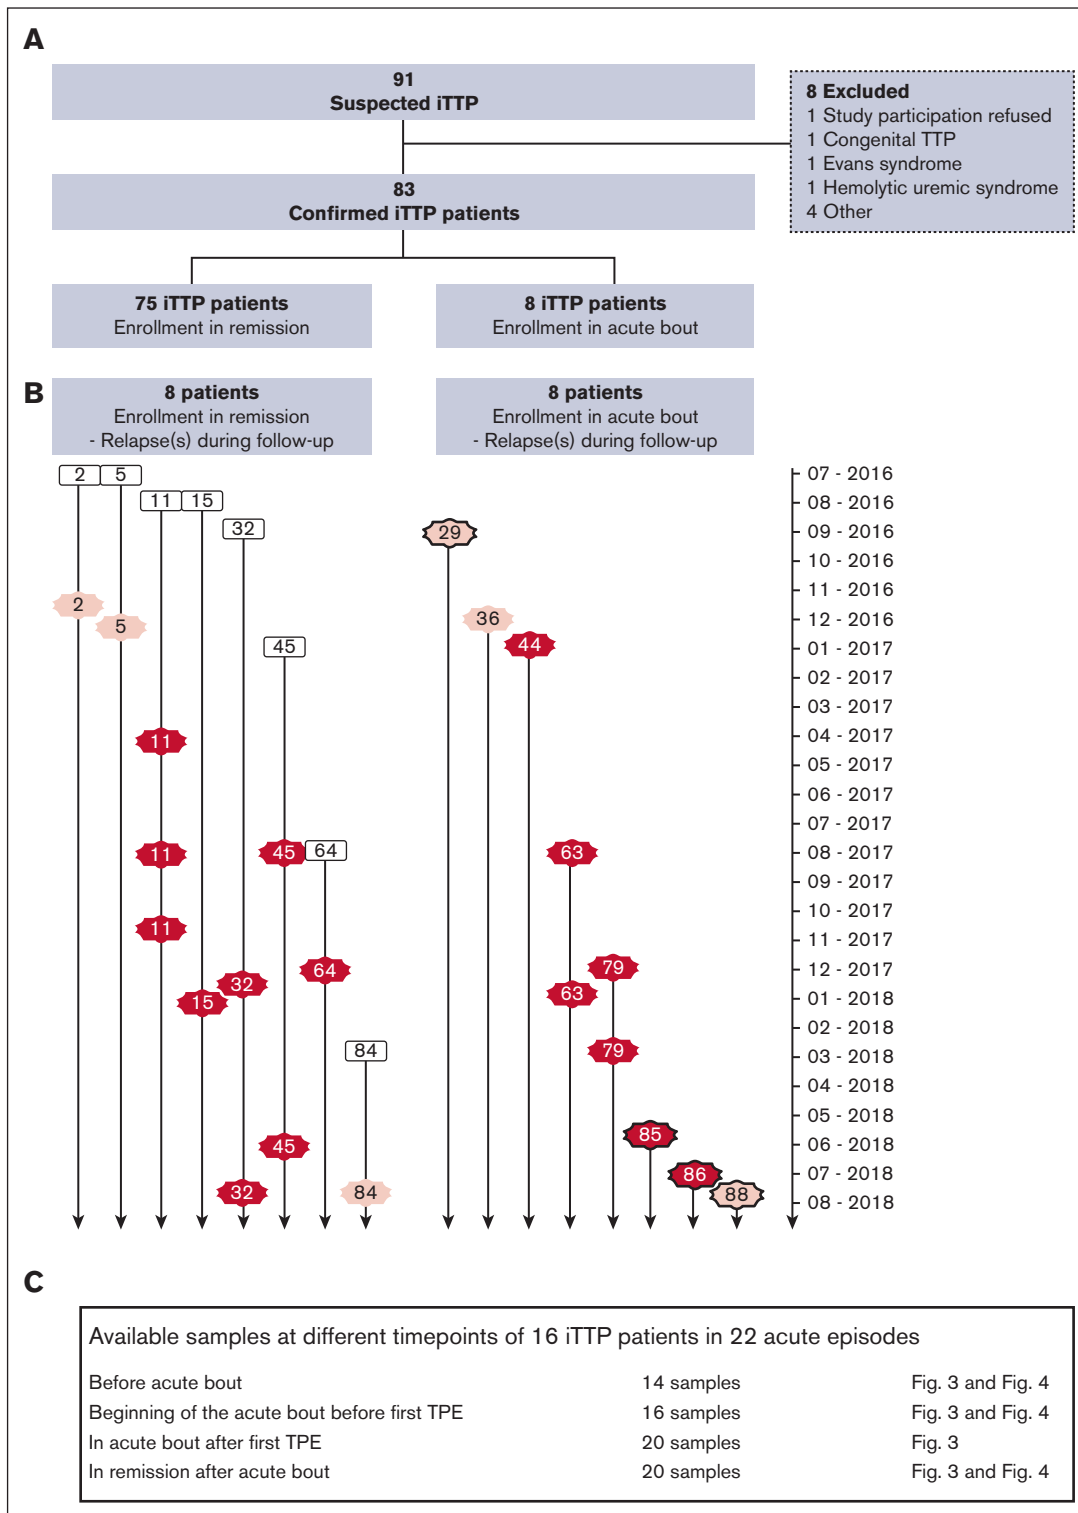 A
91
Suspected iTTP
8 Excluded
1 Study participation refused
1 Congenital TTP
1 Evans syndrome
1 Hemolytic uremic syndrome
4 Other
83
Confirmed iTTP patients
75 iTTP patients
Enrollment in remission
8 iTTP patients
Enrollment in acute bout
B
8 patients
Enrollment in remission
- Relapse(s) during follow-up
8 patients
Enrollment in acute bout
- Relapse(s) during follow-up
2 5
11 15
32
2
5
45
11
11
45 64
11
64
32
15
84
45
32
84
29
36
44
63
79
63
79
85
86
88
07 - 2016
08 - 2016
09 - 2016
10 - 2016
11 - 2016
12 - 2016
01 - 2017
02 - 2017
03 - 2017
04 - 2017
05 - 2017
06 - 2017
07 - 2017
08 - 2017
09 - 2017
10 - 2017
11 - 2017
12 - 2017
01 - 2018
02 - 2018
03 - 2018
04 - 2018
05 - 2018
06 - 2018
07 - 2018
08 - 2018
C
Available samples at different timepoints of 16 iTTP patients in 22 acute episodes
Before acute bout 14 samples Fig. 3 and Fig. 4
Beginning of the acute bout before first TPE 16 samples Fig. 3 and Fig. 4
In acute bout after first TPE 20 samples Fig. 3
In remission after acute bout 20 samples Fig. 3 and Fig. 4